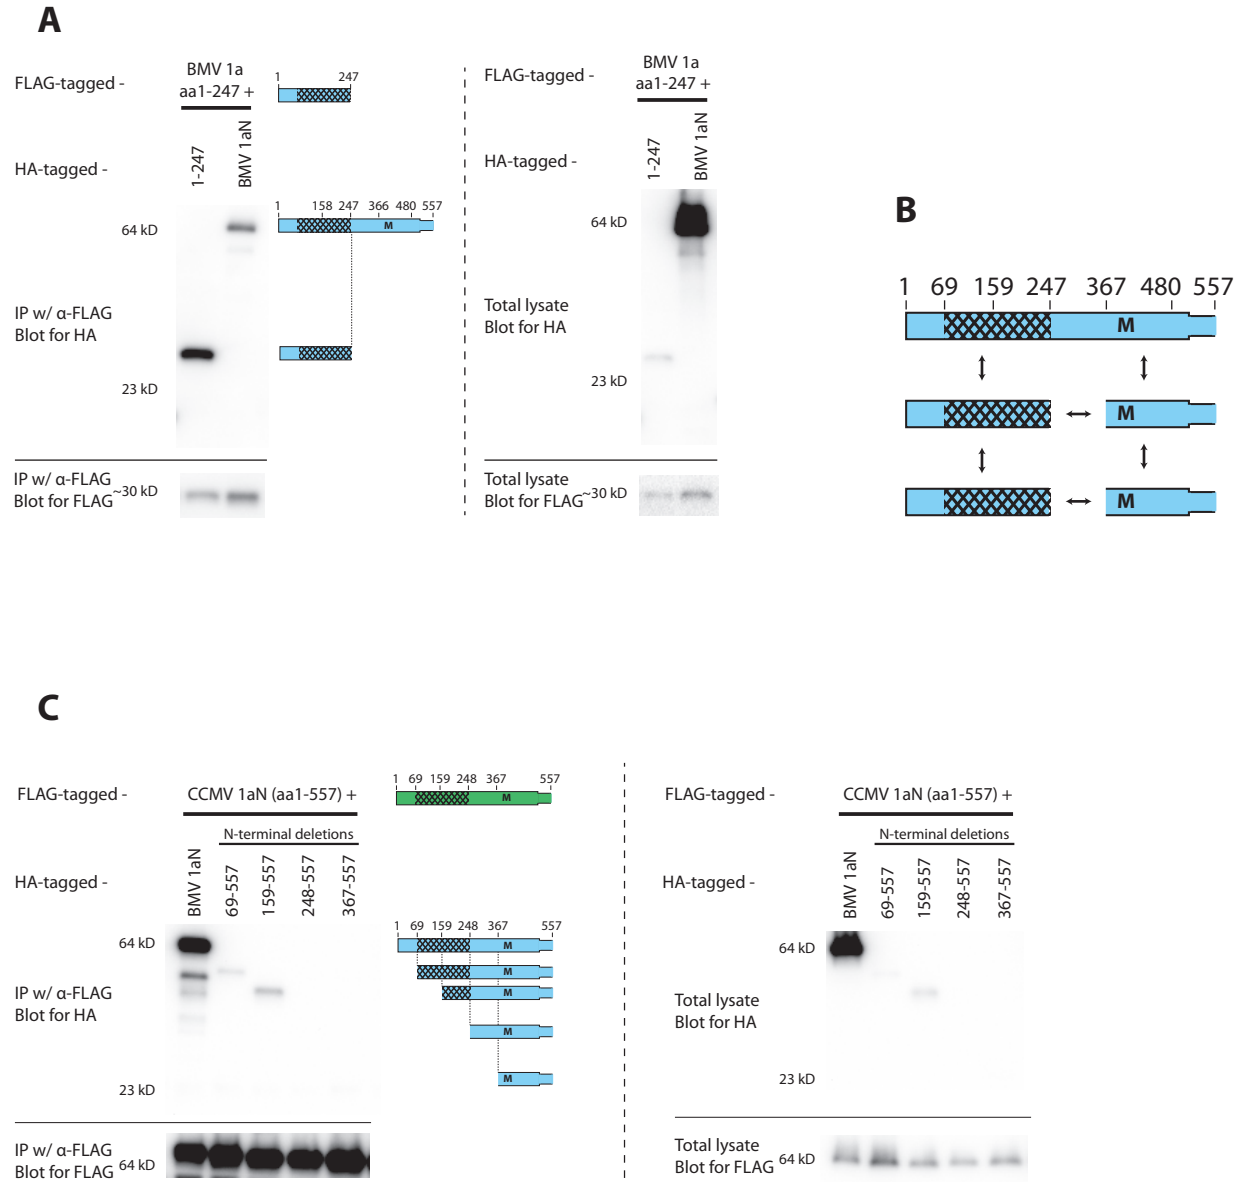 A
FLAG-tagged -
BMV 1a
aa1-247 +
1 247
HA-tagged -
1-247
BMV 1aN
1 158 247 366 480 557
M
64 kD
IP w/ α-FLAG
Blot for HA
23 kD
IP w/ α-FLAG
Blot for FLAG
~30 kD
FLAG-tagged -
BMV 1a
aa1-247 +
HA-tagged -
1-247
BMV 1aN
64 kD
Total lysate
Blot for HA
23 kD
Total lysate
Blot for FLAG
~30 kD
B
1 69 159 247 367 480 557
M
M
M
C
FLAG-tagged -
CCMV 1aN (aa1-557) +
1 69 159 248 367 557
M
N-terminal deletions
HA-tagged -
BMV 1aN
69-557
159-557
248-557
367-557
1 69 159 248 367 557
M
M
M
M
M
64 kD
IP w/ α-FLAG
Blot for HA
23 kD
IP w/ α-FLAG
Blot for FLAG
64 kD
FLAG-tagged -
CCMV 1aN (aa1-557) +
N-terminal deletions
HA-tagged -
BMV 1aN
69-557
159-557
248-557
367-557
64 kD
Total lysate
Blot for HA
23 kD
Total lysate
Blot for FLAG
64 kD